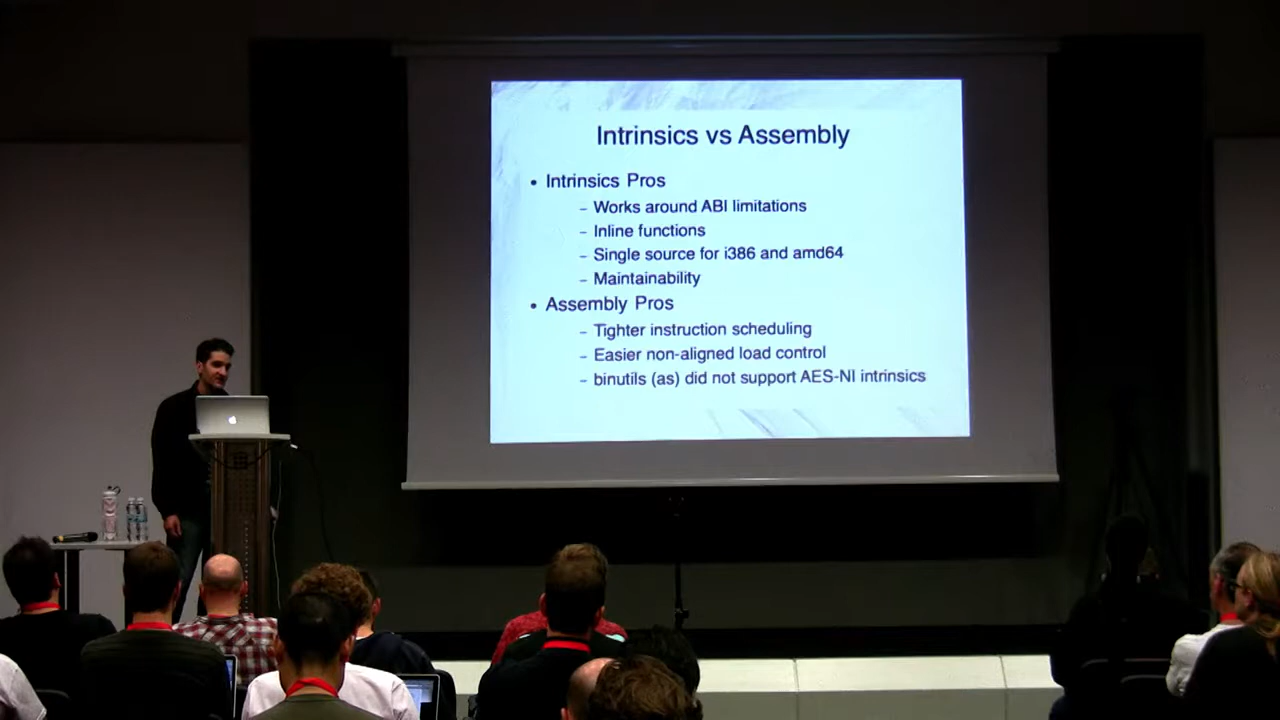 Intrinsics vs Assembly
• Intrinsics Pros
– Works around ABI limitations
– Inline functions
– Single source for i386 and amd64
– Maintainability
• Assembly Pros
– Tighter instruction scheduling
– Easier non-aligned load control
– binutils (as) did not support AES-NI intrinsics